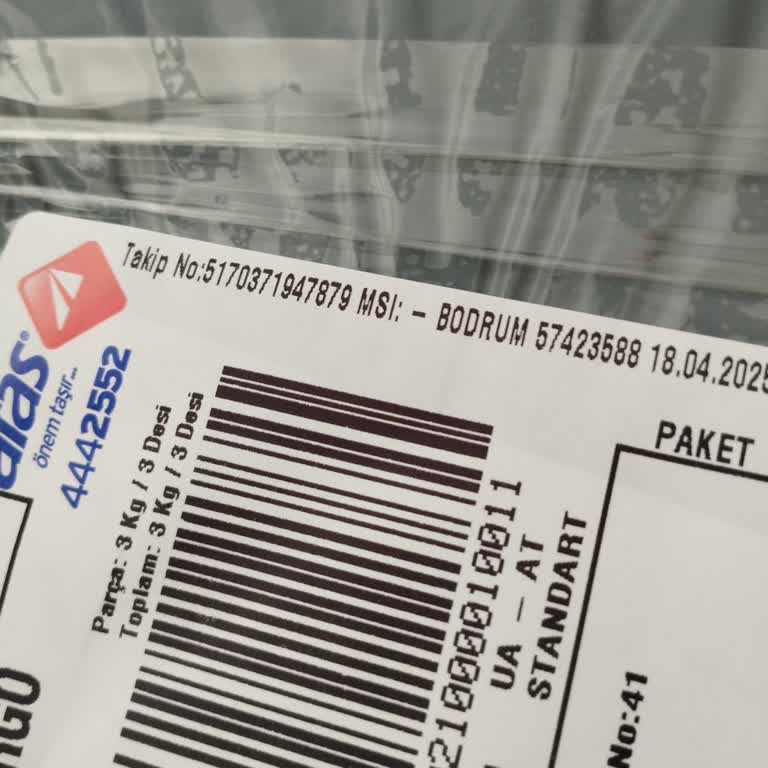 Takip No:5170371947879 MSI: - BODRUM 57423588 18.04.2025
aras
önem taşır...
4442552
Parça: 3 Kg / 3 Desi
Toplam: 3 Kg / 3 Desi
21000010011
UA - AT
STANDART
PAKET
No:41